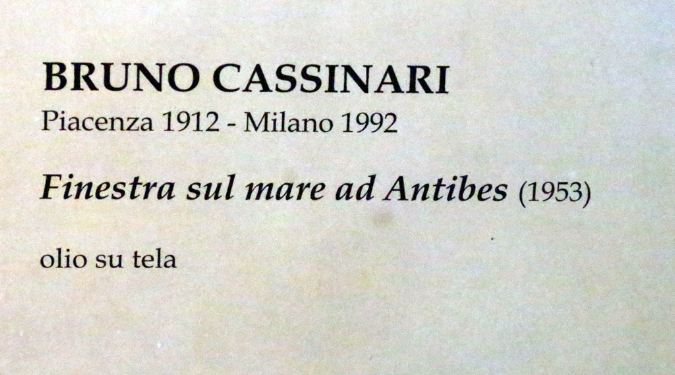 BRUNO CASSINARI
Piacenza 1912 - Milano 1992
Finestra sul mare ad Antibes (1953)
olio su tela